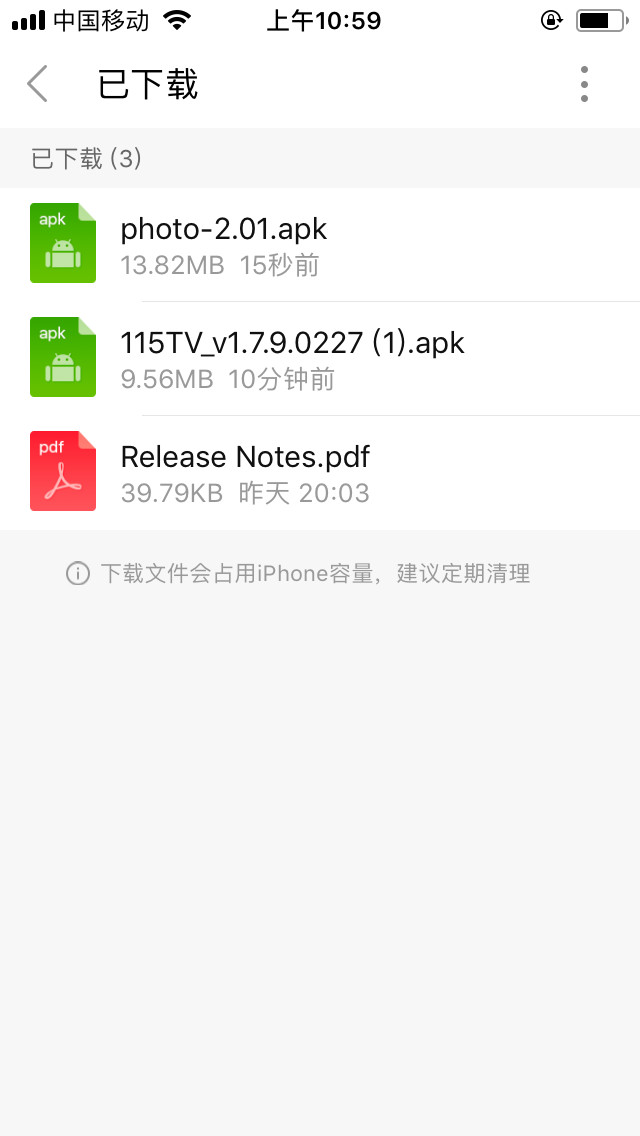 中国移动 上午10:59
已下载
已下载 (3)
apk
photo-2.01.apk
13.82MB 15秒前
apk
115TV_v1.7.9.0227 (1).apk
9.56MB 10分钟前
pdf
Release Notes.pdf
39.79KB 昨天 20:03
下载文件会占用iPhone容量，建议定期清理